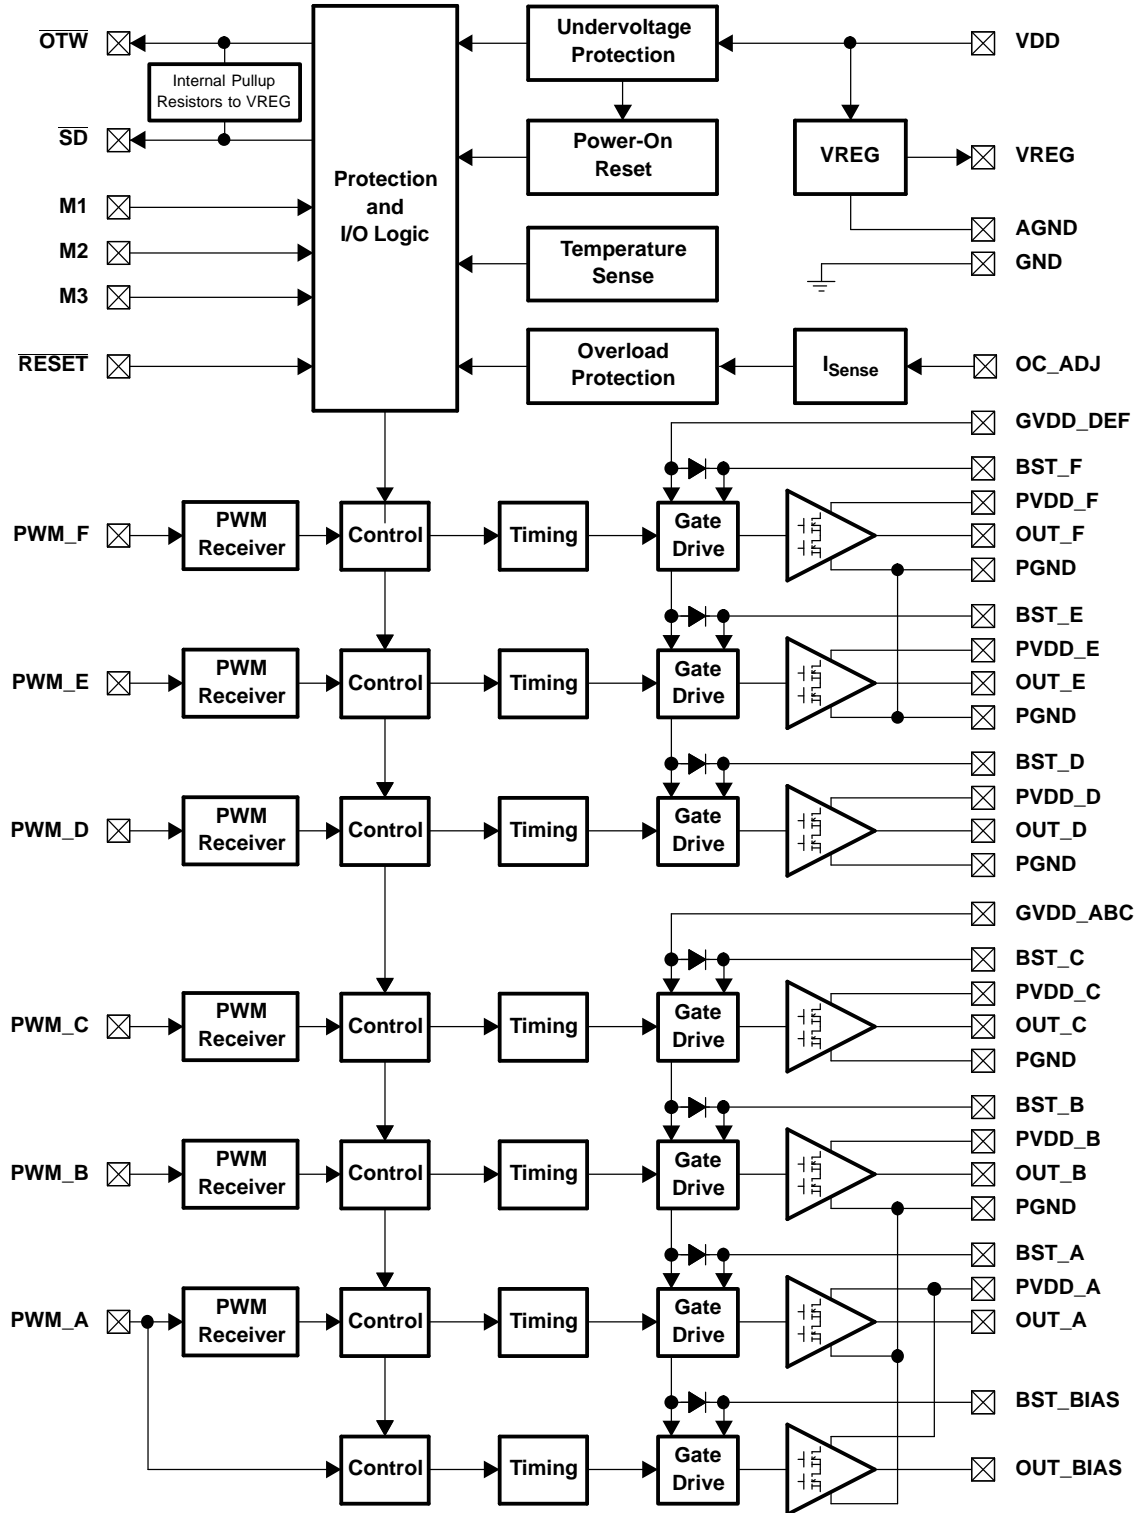 OTW
Undervoltage
Protection
VDD
Internal Pullup
Resistors to VREG
SD
Power-On
Reset
VREG
VREG
Protection
and
I/O Logic
M1
AGND
M2
Temperature
Sense
GND
M3
RESET
Overload
Protection
ISense
OC_ADJ
GVDD_DEF
BST_F
PVDD_F
PWM_F
PWM
Receiver
Control
Timing
Gate
Drive
OUT_F
PGND
BST_E
PVDD_E
PWM_E
PWM
Receiver
Control
Timing
Gate
Drive
OUT_E
PGND
BST_D
PVDD_D
PWM_D
PWM
Receiver
Control
Timing
Gate
Drive
OUT_D
PGND
GVDD_ABC
BST_C
PVDD_C
PWM_C
PWM
Receiver
Control
Timing
Gate
Drive
OUT_C
PGND
BST_B
PVDD_B
PWM_B
PWM
Receiver
Control
Timing
Gate
Drive
OUT_B
PGND
BST_A
PVDD_A
PWM_A
PWM
Receiver
Control
Timing
Gate
Drive
OUT_A
BST_BIAS
Control
Timing
Gate
Drive
OUT_BIAS